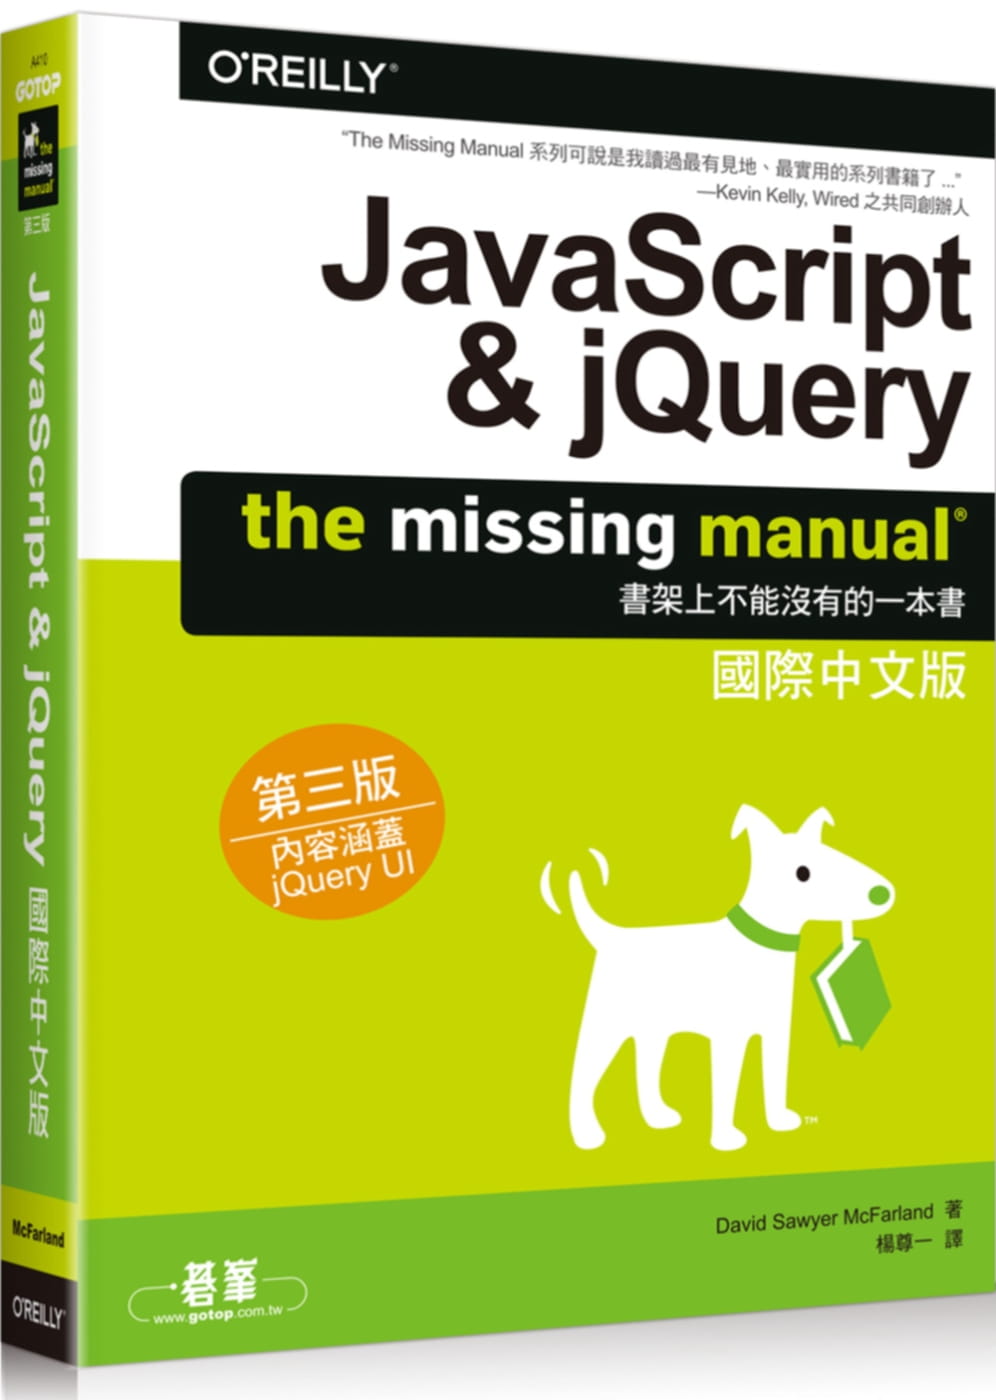 A410
GOTOP
the
missing
manual
第三版
JavaScript & jQuery 國際中文版
McFarland
O'REILLY
O'REILLY®
“The Missing Manual 系列可說是我讀過最有見地、最實用的系列書籍了 ...”
—Kevin Kelly, Wired 之共同創辦人
JavaScript
& jQuery
the missing manual®
書架上不能沒有的一本書
國際中文版
第三版
內容涵蓋
jQuery UI
TM
David Sawyer McFarland 著
楊尊一 譯
碁峯
www.gotop.com.tw